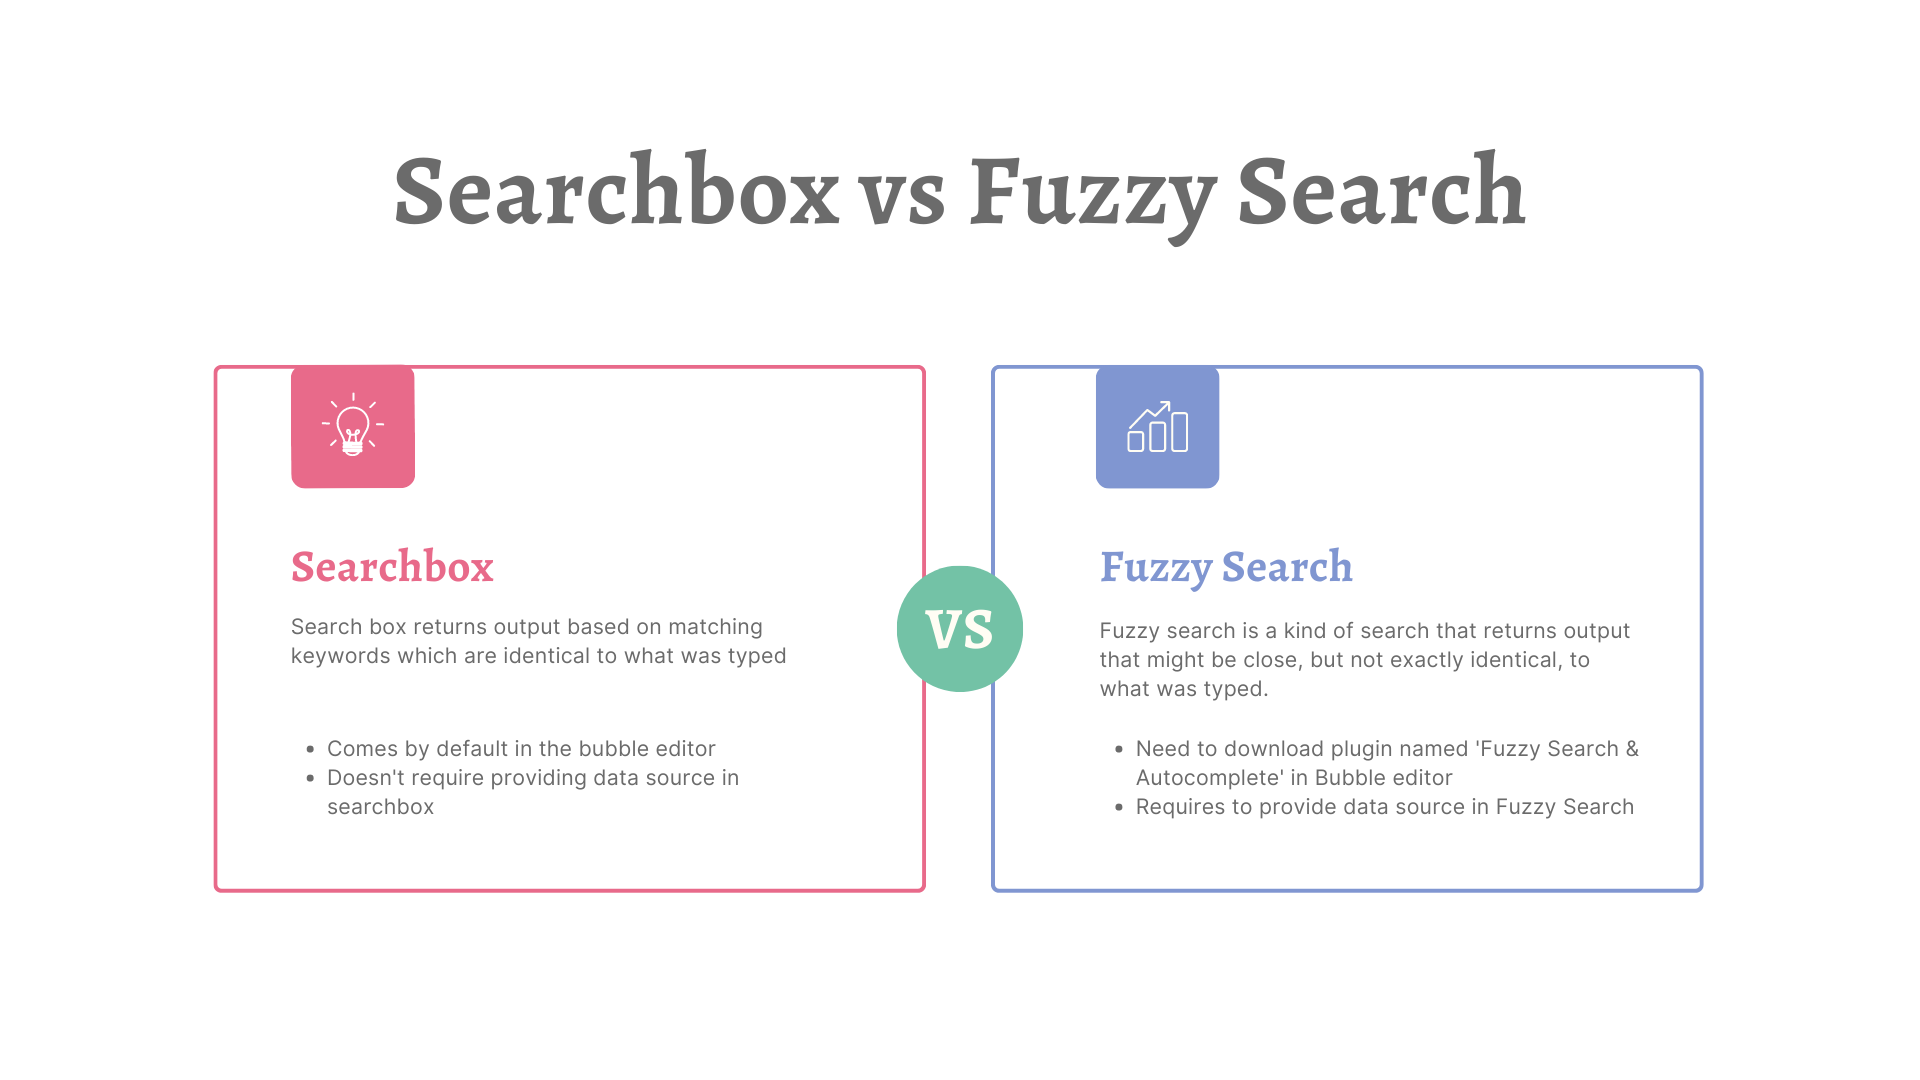 Searchbox vs Fuzzy Search
Searchbox
Search box returns output based on matching
keywords which are identical to what was typed
• Comes by default in the bubble editor
• Doesn't require providing data source in
searchbox
VS
Fuzzy Search
Fuzzy search is a kind of search that returns output
that might be close, but not exactly identical, to
what was typed.
• Need to download plugin named 'Fuzzy Search &
Autocomplete' in Bubble editor
• Requires to provide data source in Fuzzy Search